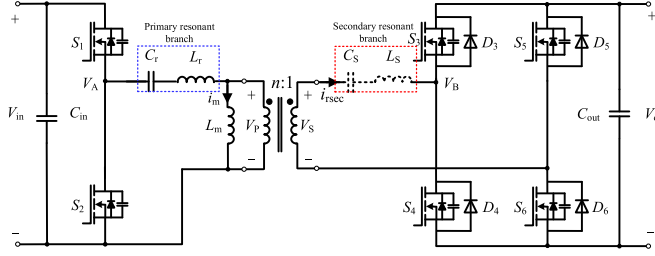 +
Primary resonant
branch
Secondary resonant
branch
+
S1
Cr
Lr
n:1
CS
LS
S3
D3
S5
D5
VA
VB
im
irsec
Vin
Cin
Lm
+
VP
VS
+
Cout
S2
S4
D4
S6
D6
−
−
−
−